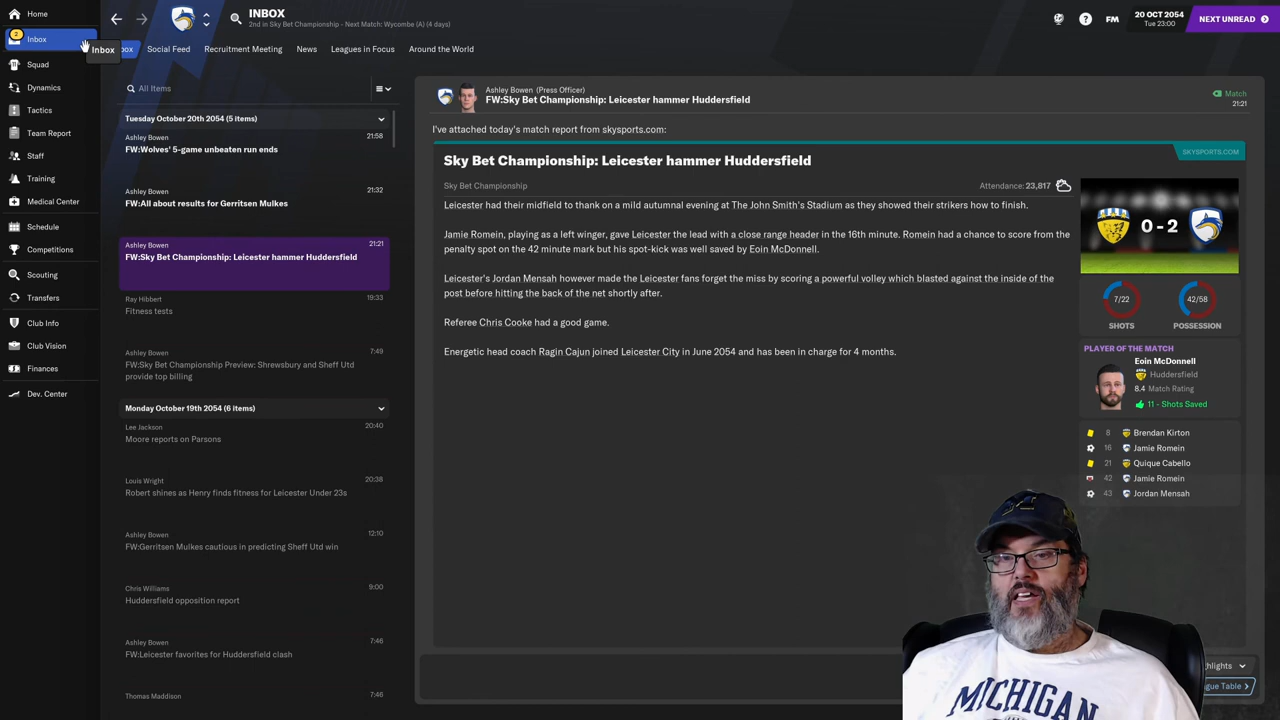 Home
Inbox
2
Inbox
Squad
Dynamics
Tactics
Team Report
Staff
Training
Medical Center
Schedule
Competitions
Scouting
Transfers
Club Info
Club Vision
Finances
Dev. Center
INBOX
2nd in Sky Bet Championship - Next Match: Wycombe (A) (4 days)
?
FM
20 OCT 2054
Tue 23:00
NEXT UNREAD
Social Feed
Recruitment Meeting
News
Leagues in Focus
Around the World
All Items
Tuesday October 20th 2054 (5 items)
Ashley Bowen 21:58
FW:Wolves' 5-game unbeaten run ends
Ashley Bowen 21:32
FW:All about results for Gerritsen Mulkes
Ashley Bowen 21:21
FW:Sky Bet Championship: Leicester hammer Huddersfield
Ray Hibbert 19:33
Fitness tests
Ashley Bowen 7:49
FW:Sky Bet Championship Preview: Shrewsbury and Sheff Utd
provide top billing
Monday October 19th 2054 (6 items)
Lee Jackson 20:40
Moore reports on Parsons
Louis Wright 20:38
Robert shines as Henry finds fitness for Leicester Under 23s
Ashley Bowen 12:10
FW:Gerritsen Mulkes cautious in predicting Sheff Utd win
Chris Williams 9:00
Huddersfield opposition report
Ashley Bowen 7:46
FW:Leicester favorites for Huddersfield clash
Thomas Maddison 7:46
Ashley Bowen (Press Officer)
FW:Sky Bet Championship: Leicester hammer Huddersfield
Match
21:21
I've attached today's match report from skysports.com:
SKYSPORTS.COM
Sky Bet Championship: Leicester hammer Huddersfield
Sky Bet Championship
Attendance: 23,817
Leicester had their midfield to thank on a mild autumnal evening at The John Smith's Stadium as they showed their strikers how to finish.
Jamie Romein, playing as a left winger, gave Leicester the lead with a close range header in the 16th minute. Romein had a chance to score from the
penalty spot on the 42 minute mark but his spot-kick was well saved by Eoin McDonnell.
Leicester's Jordan Mensah however made the Leicester fans forget the miss by scoring a powerful volley which blasted against the inside of the
post before hitting the back of the net shortly after.
Referee Chris Cooke had a good game.
Energetic head coach Ragin Cajun joined Leicester City in June 2054 and has been in charge for 4 months.
0 - 2
7/22
SHOTS
42/58
POSSESSION
PLAYER OF THE MATCH
Eoin McDonnell
Huddersfield
8.4 Match Rating
11 - Shots Saved
8 Brendan Kirton
16 Jamie Romein
21 Quique Cabello
42 Jamie Romein
43 Jordan Mensah
MICHIGAN